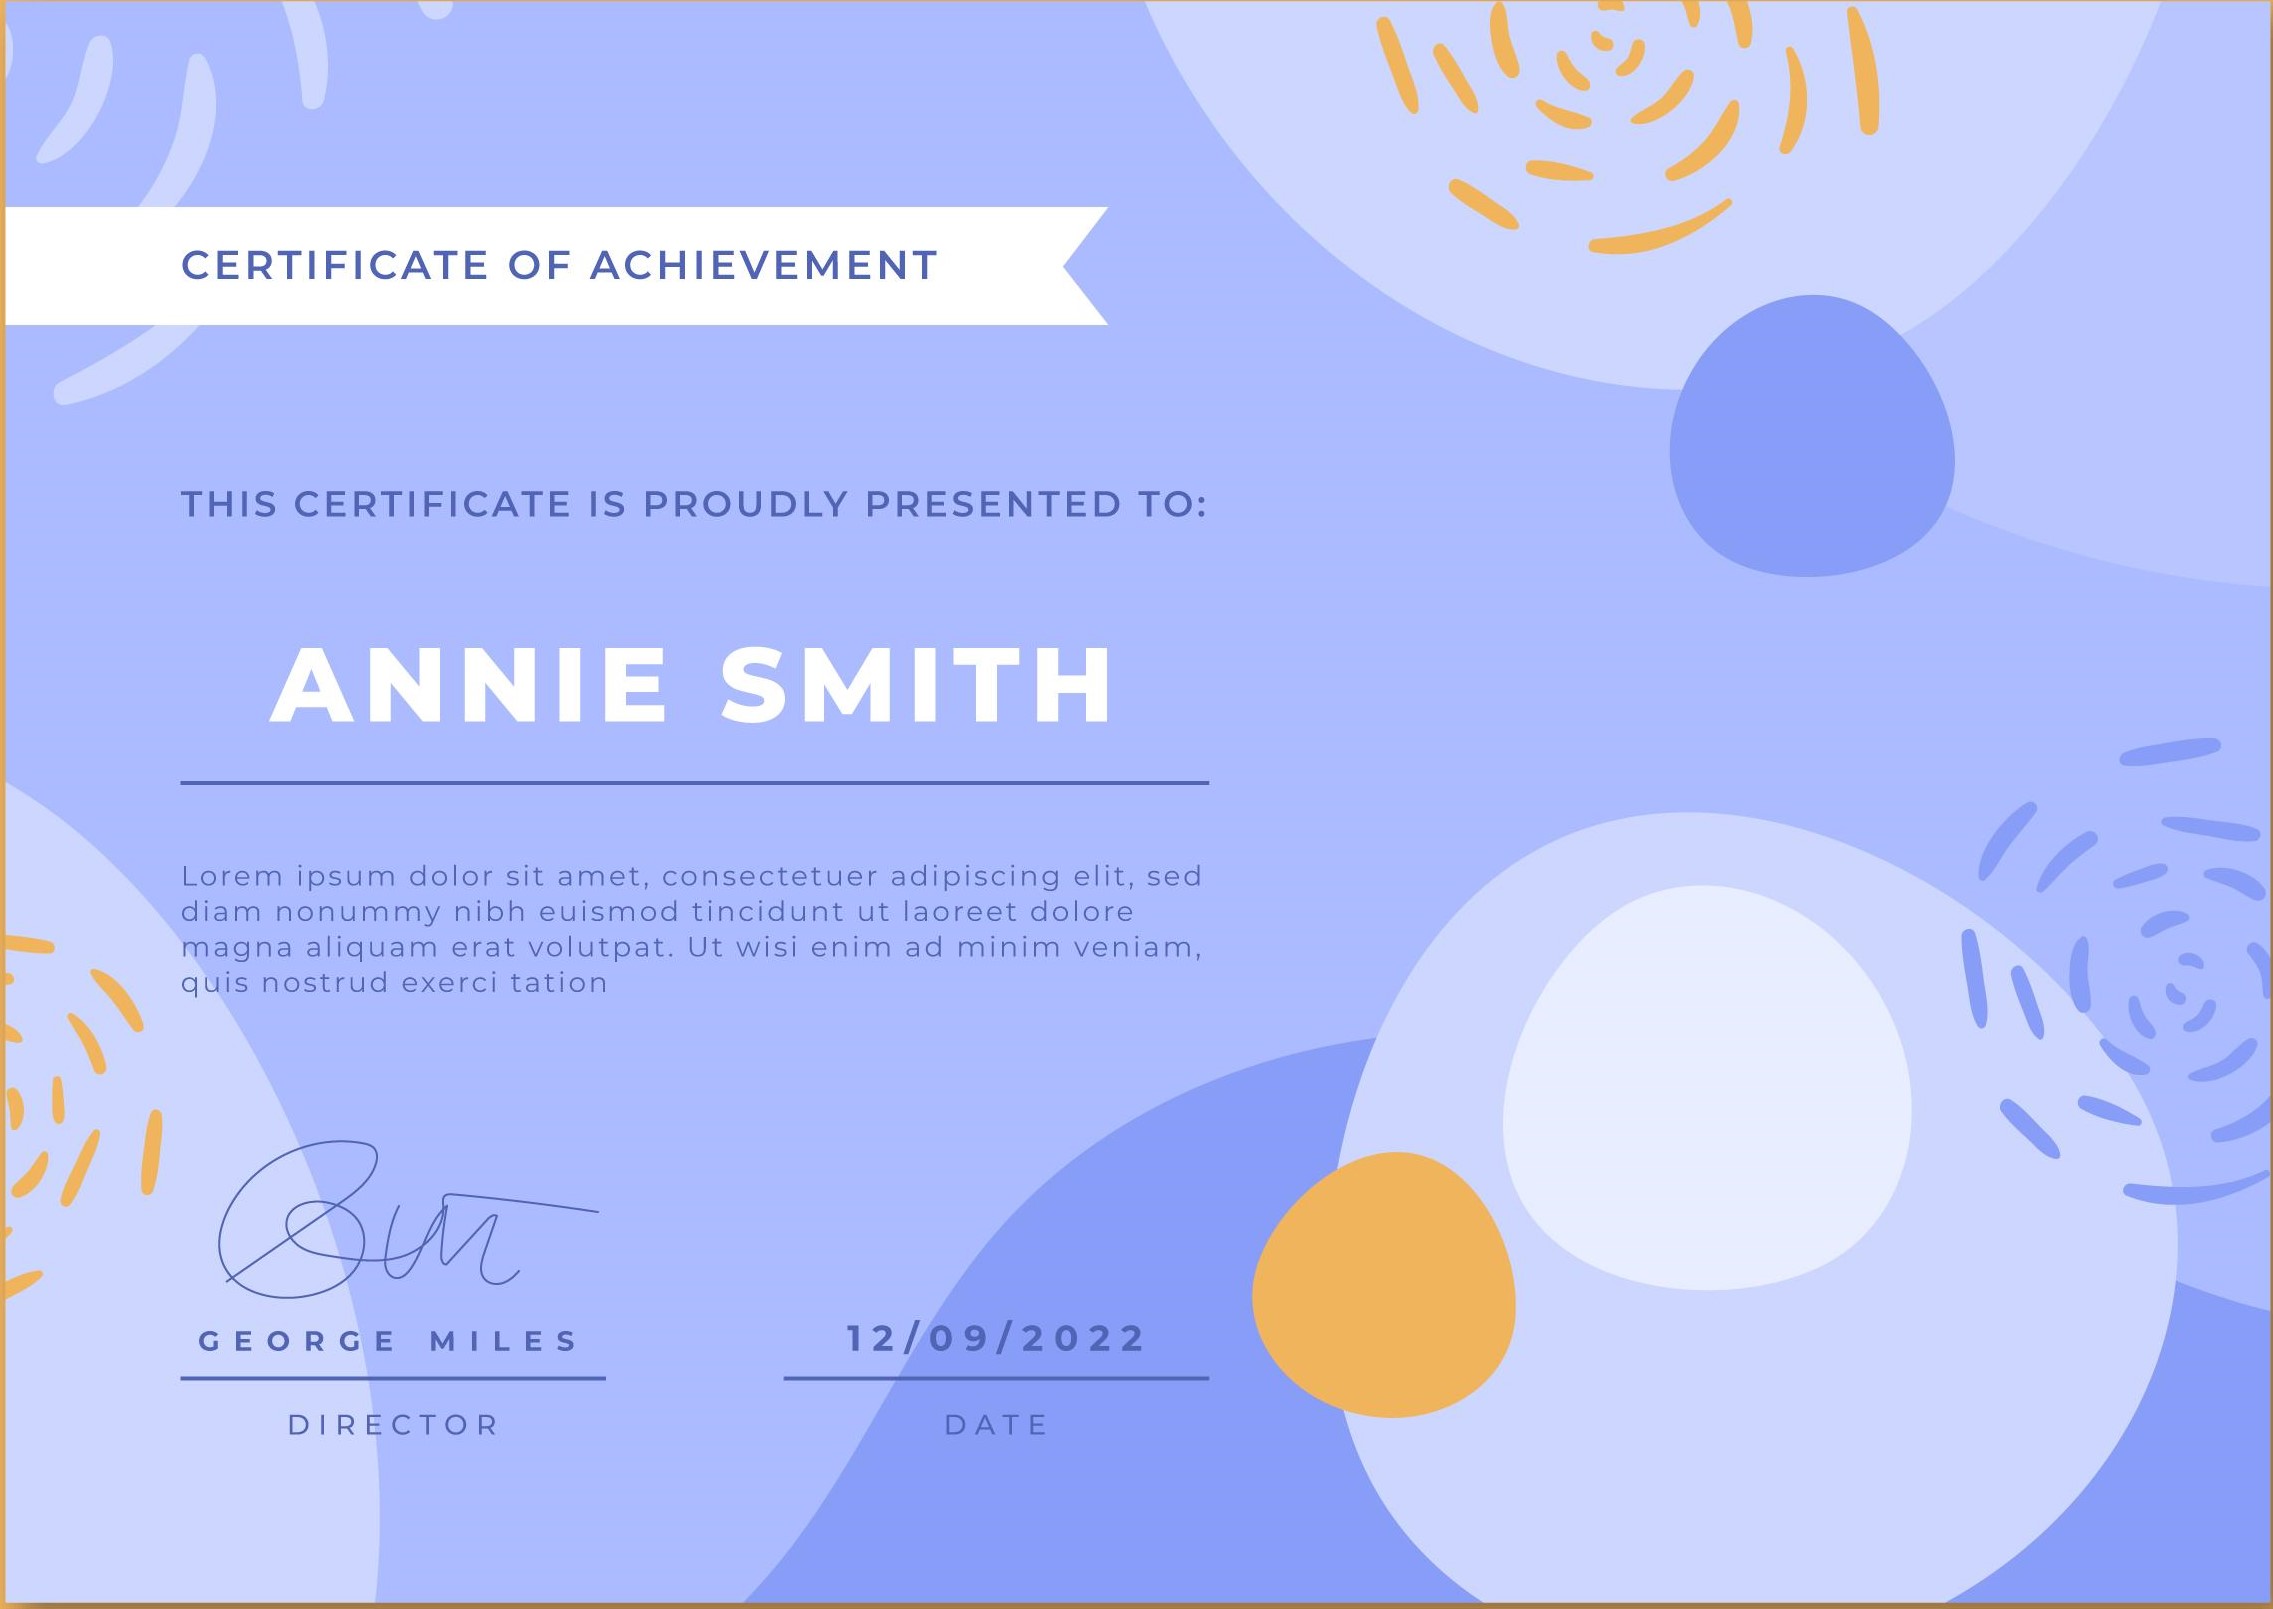 CERTIFICATE OF ACHIEVEMENT
THIS CERTIFICATE IS PROUDLY PRESENTED TO:
ANNIE SMITH
Lorem ipsum dolor sit amet, consectetuer adipiscing elit, sed
diam nonummy nibh euismod tincidunt ut laoreet dolore
magna aliquam erat volutpat. Ut wisi enim ad minim veniam,
quis nostrud exerci tation
GEORGE MILES
12/09/2022
DIRECTOR
DATE